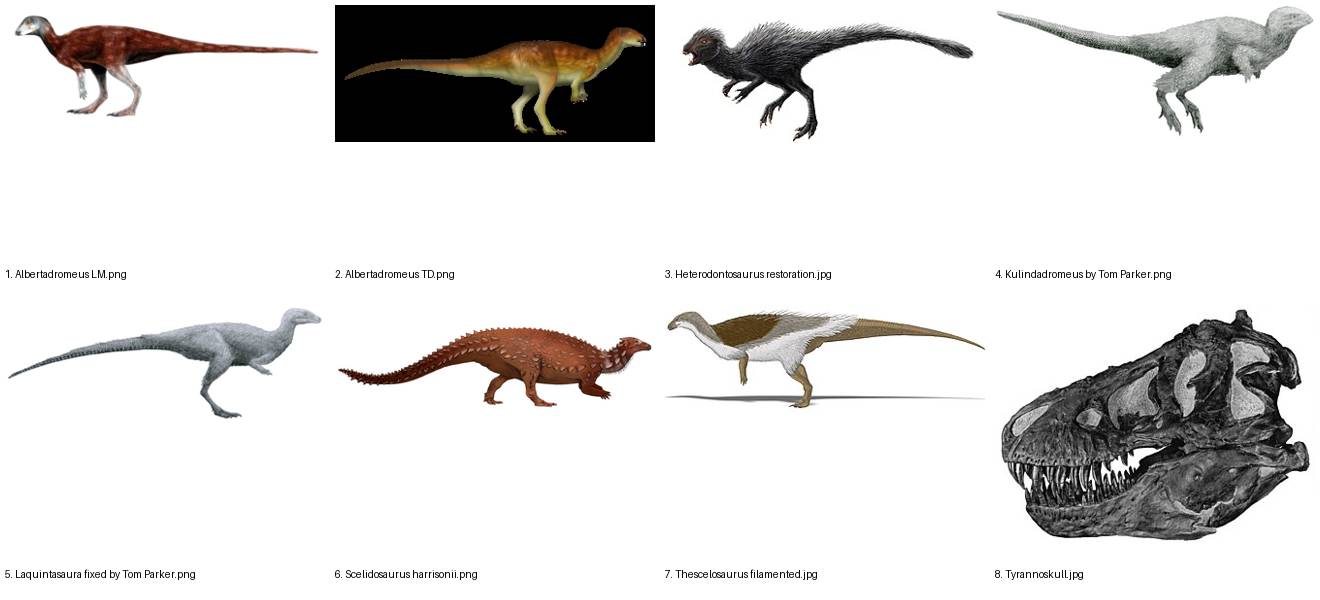 1. Albertadromeus LM.png
2. Albertadromeus TD.png
3. Heterodontosaurus restoration.jpg
4. Kulindadromeus by Tom Parker.png
5. Laquintasaura fixed by Tom Parker.png
6. Scelidosaurus harrisonii.png
7. Thescelosaurus filamented.jpg
8. Tyrannoskull.jpg